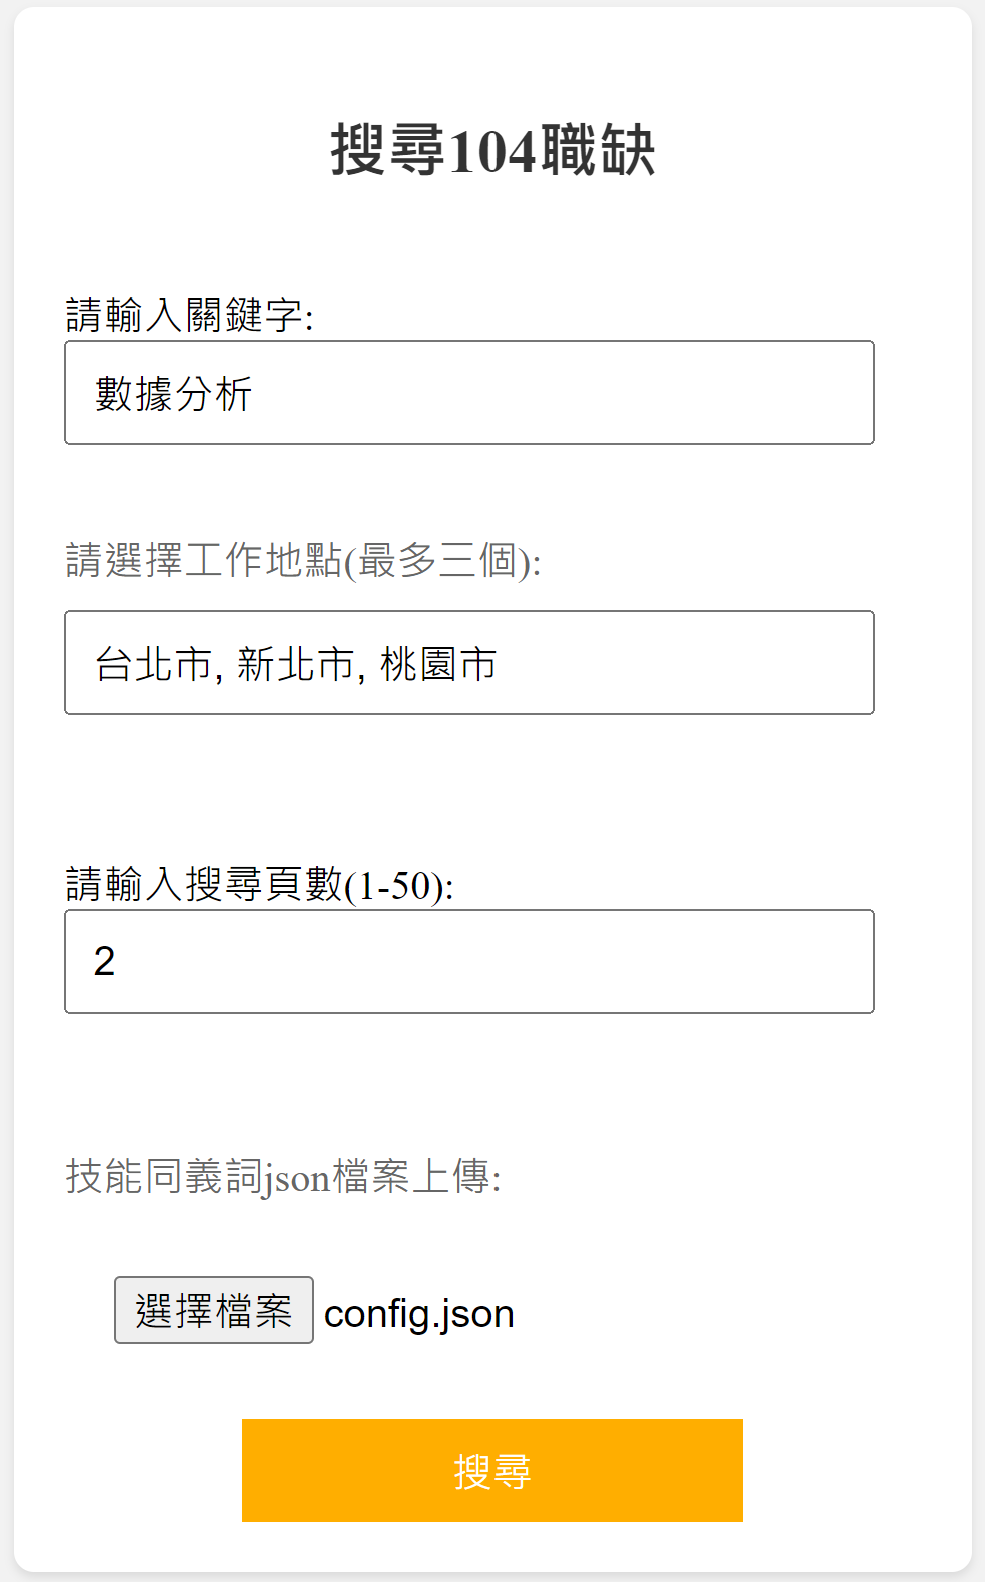 搜尋104職缺
請輸入關鍵字:
數據分析
請選擇工作地點(最多三個):
台北市, 新北市, 桃園市
請輸入搜尋頁數(1-50):
2
技能同義詞json檔案上傳:
選擇檔案 config.json
搜尋